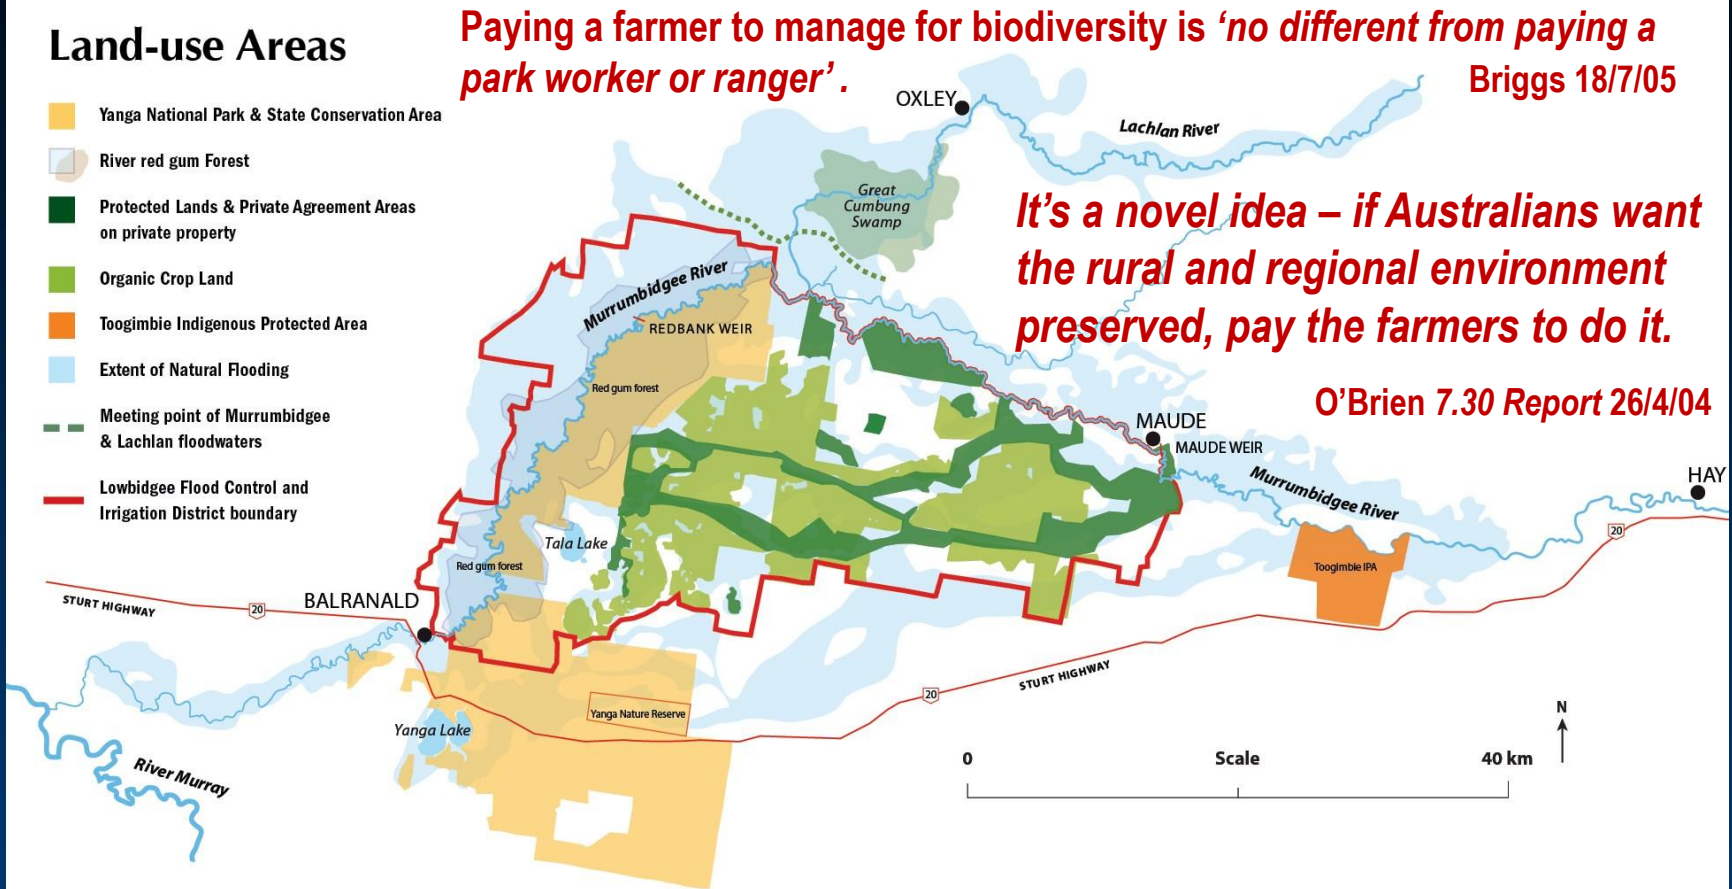 Land-use Areas
Paying a farmer to manage for biodiversity is ‘no different from paying a
park worker or ranger’ .
Briggs 18/7/05
Yanga National Park & State Conservation Area
River red gum Forest
Protected Lands & Private Agreement Areas
on private property
Organic Crop Land
Toogimbie Indigenous Protected Area
Extent of Natural Flooding
Meeting point of Murrumbidgee
& Lachlan floodwaters
Lowbidgee Flood Control and
Irrigation District boundary
OXLEY
Lachlan River
Great
Cumbung
Swamp
It’s a novel idea – if Australians want
the rural and regional environment
preserved, pay the farmers to do it.
O’Brien 7.30 Report 26/4/04
Murrumbidgee River
REDBANK WEIR
Red gum forest
MAUDE
MAUDE WEIR
Murrumbidgee River
HAY
20
Tala Lake
Red gum forest
Toogimbie IPA
BALRANALD
STURT HIGHWAY
20
STURT HIGHWAY
20
Yanga Nature Reserve
Yanga Lake
River Murray
N
0
Scale
40 km